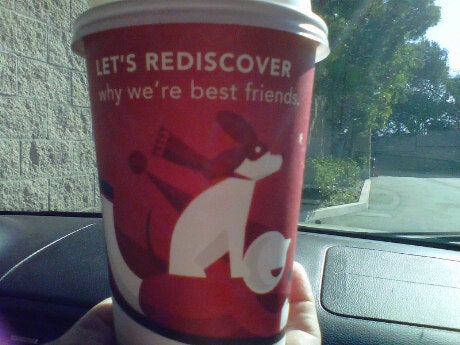 LET'S REDISCOVER
why we're best friends.